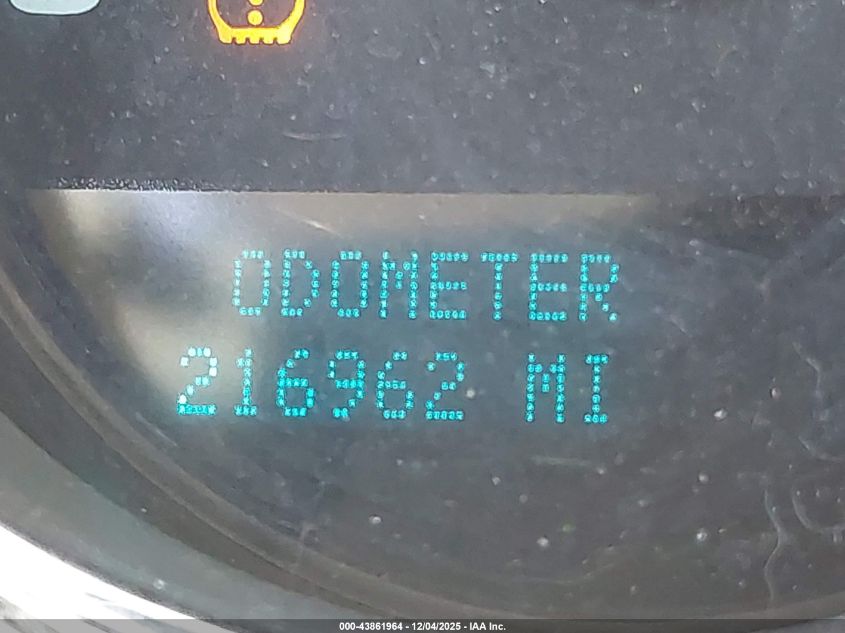 ODOMETER
216962 MI
000-43861964 - 12/04/2025 - IAA Inc.